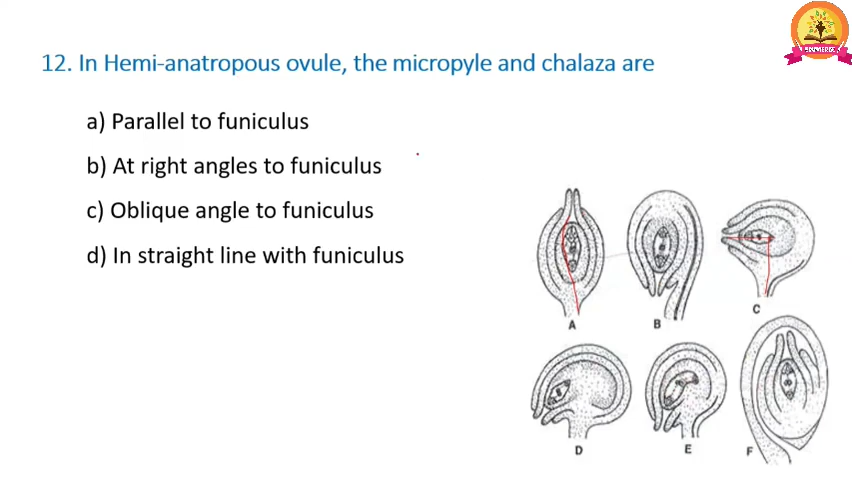 12. In Hemi-anatropous ovule, the micropyle and chalaza are
a) Parallel to funiculus
b) At right angles to funiculus
c) Oblique angle to funiculus
d) In straight line with funiculus
A
B
C
D
E
F